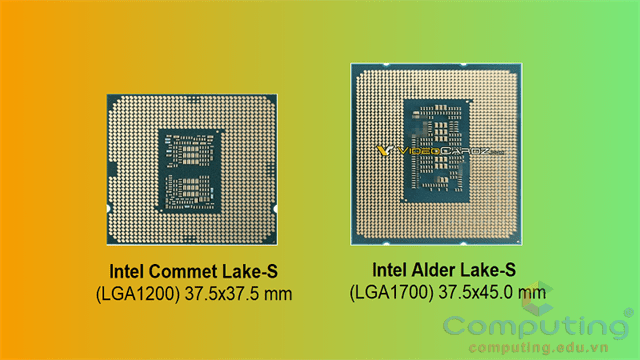 VIDEOCARDZ
Intel Commet Lake-S
(LGA1200) 37.5x37.5 mm
Intel Alder Lake-S
(LGA1700) 37.5x45.0 mm
Computing
computing.edu.vn